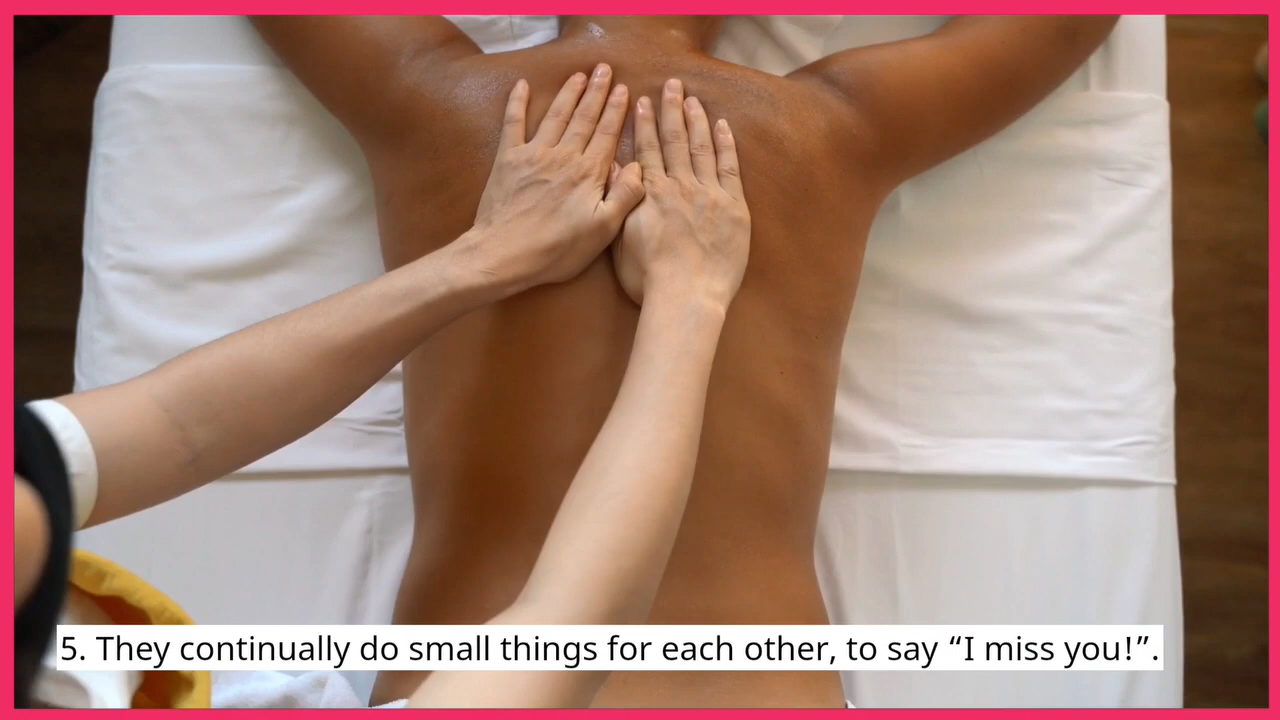 5. They continually do small things for each other, to say “I miss you!”.